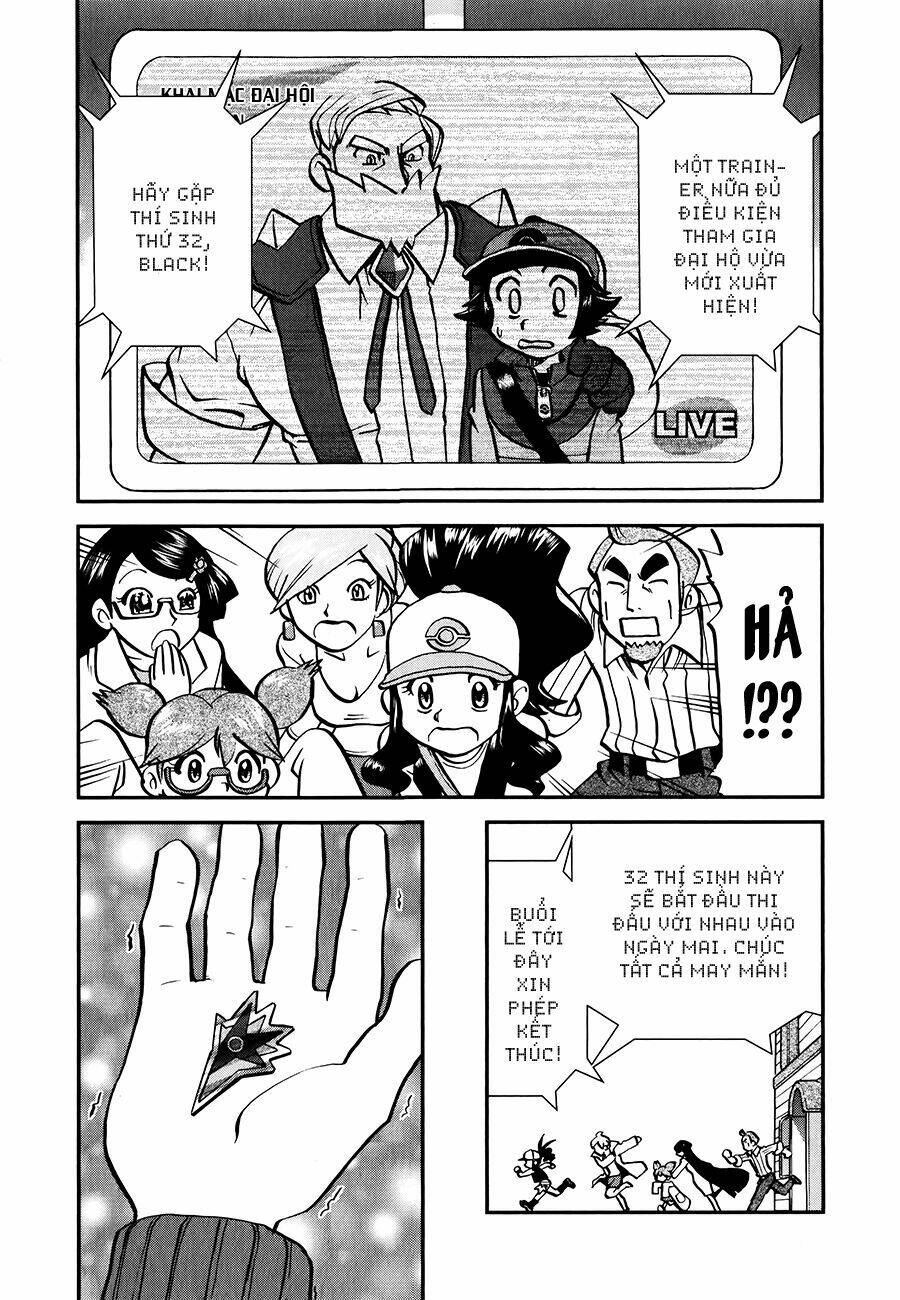 KHAI MẠC ĐẠI HỘI
MỘT TRAIN-
ER NỮA ĐỦ
ĐIỀU KIỆN
THAM GIA
ĐẠI HỘ VỪA
MỚI XUẤT
HIỆN!
HÃY GẶP
THÍ SINH
THỨ 32,
BLACK!
LIVE
HẢ
!??
32 THÍ SINH NÀY
SẼ BẮT ĐẦU THI
ĐẤU VỚI NHAU VÀO
NGÀY MAI. CHÚC
TẤT CẢ MAY MẮN!
BUỔI
LỄ TỚI
ĐÂY
XIN
PHÉP
KẾT
THÚC!